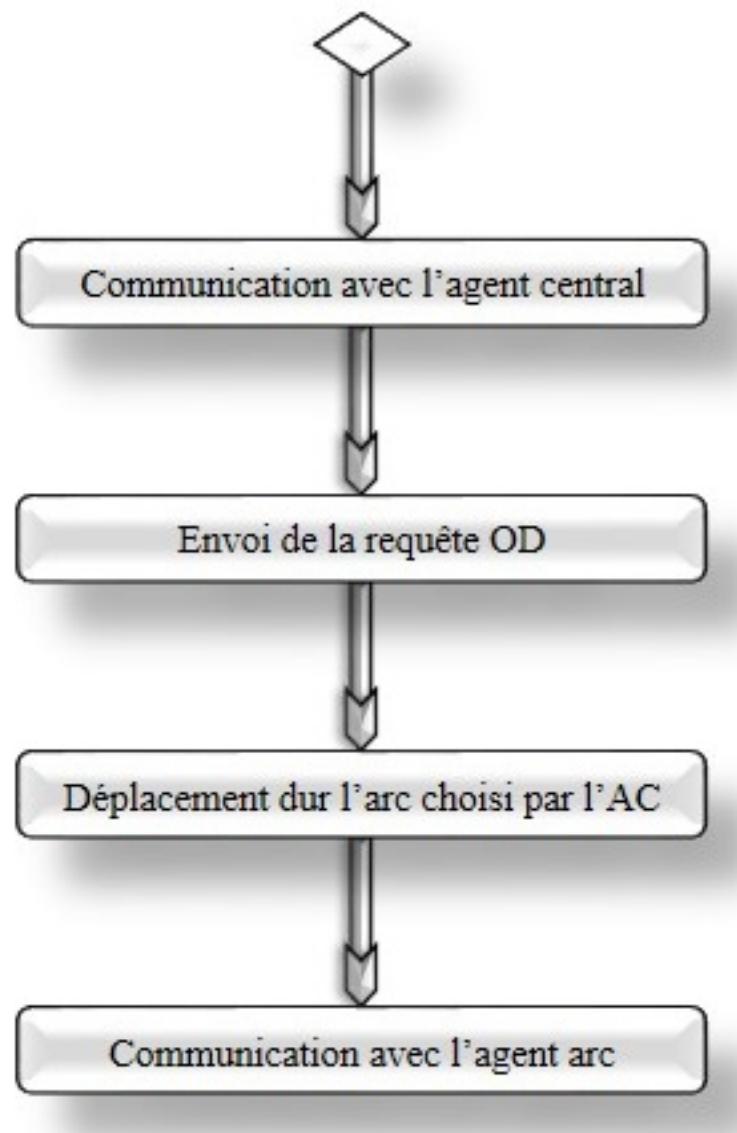 Communication avec l’agent central
Envoi de la requête OD
Déplacement dur l’arc choisi par l’AC
Communication avec l’agent arc